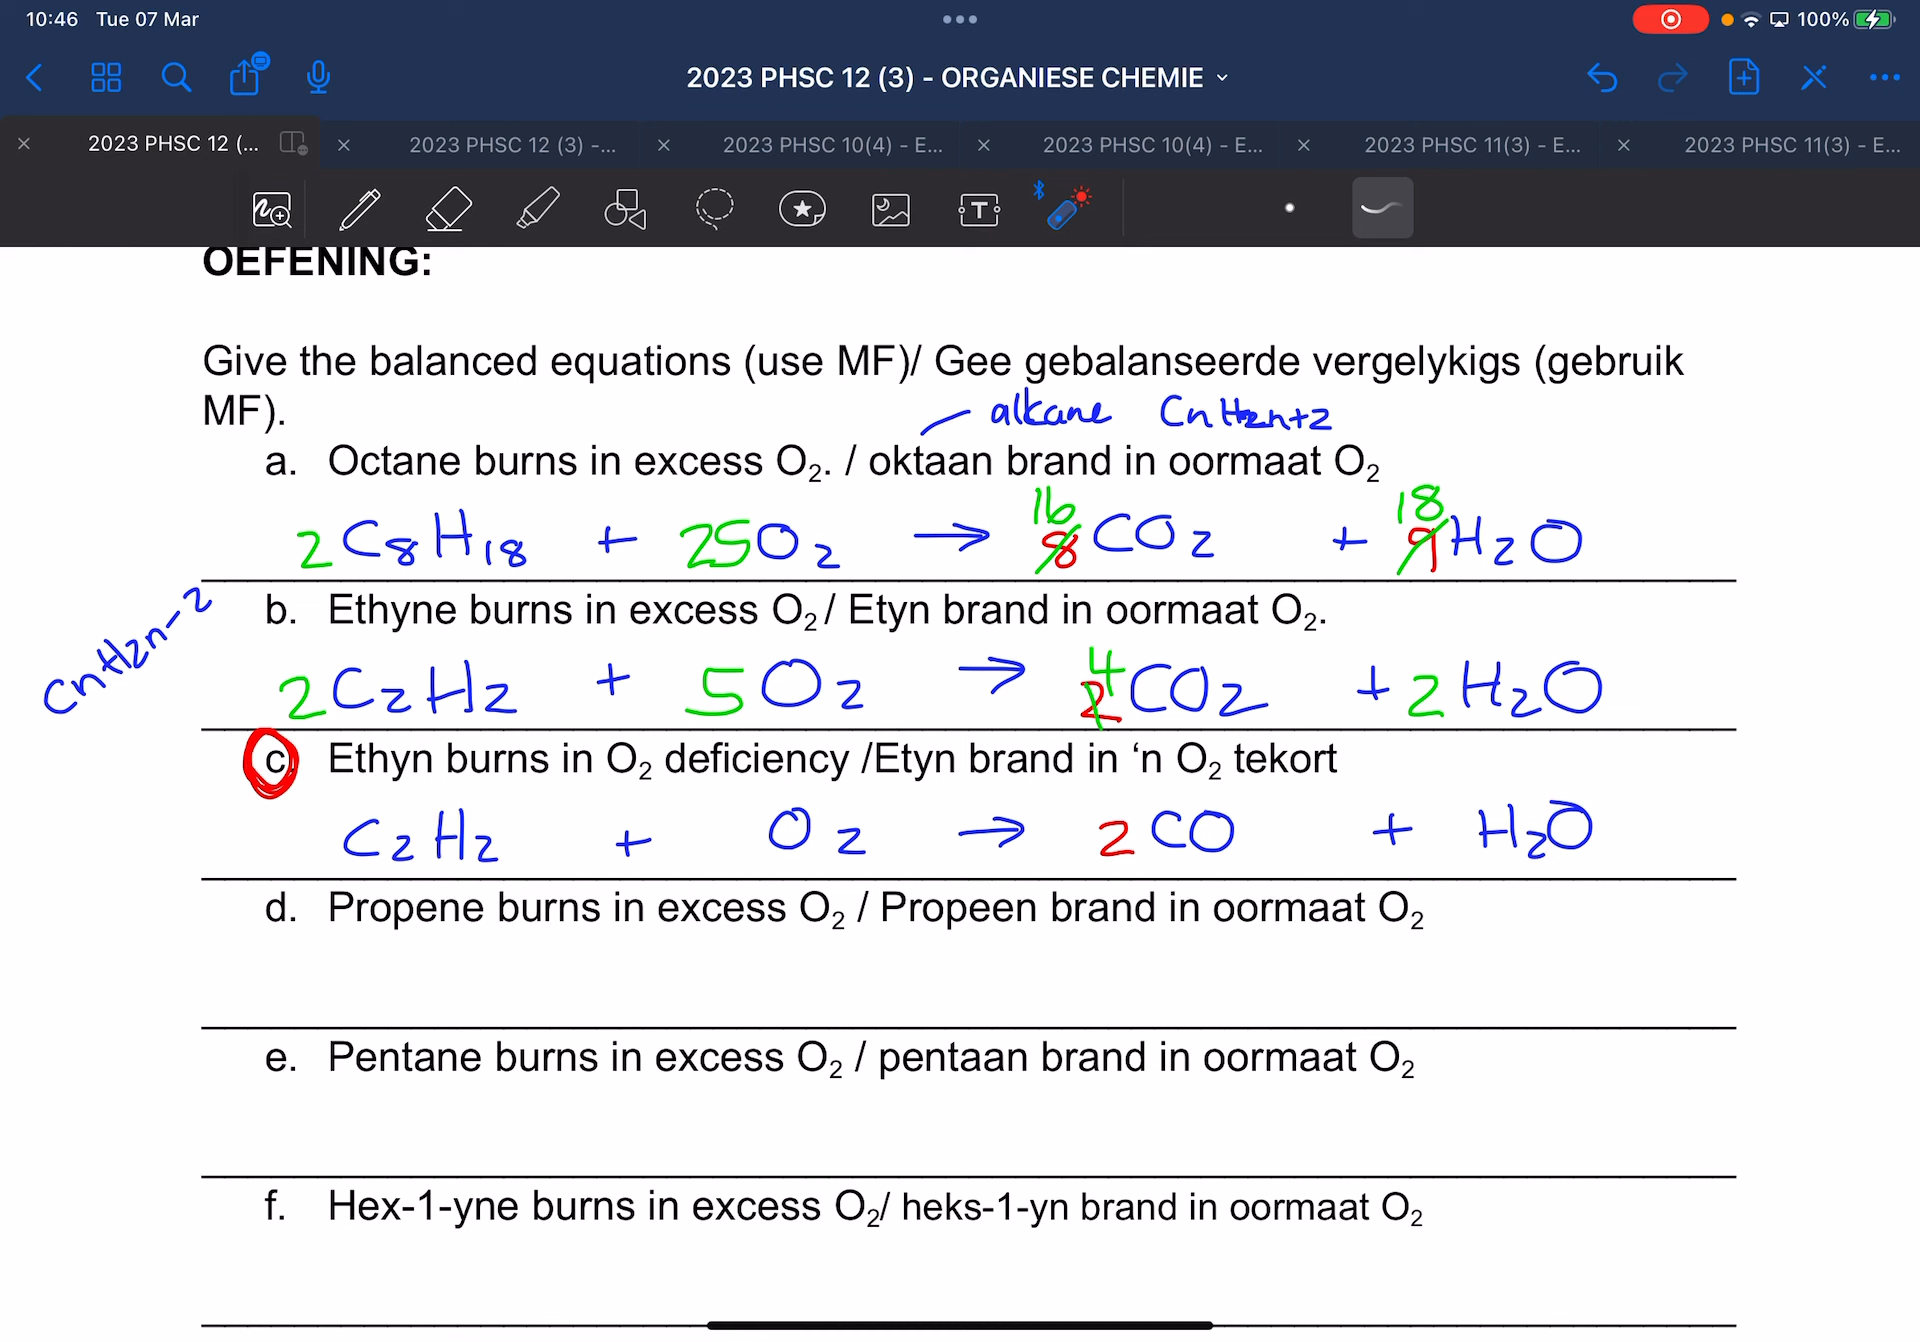 10:46 Tue 07 Mar
100%
2023 PHSC 12 (3) - ORGANIESE CHEMIE
2023 PHSC 12 (... 2023 PHSC 12 (3) -... 2023 PHSC 10(4) - E... 2023 PHSC 10(4) - E... 2023 PHSC 11(3) - E... 2023 PHSC 11(3) - E...
OEFENING:
Give the balanced equations (use MF)/ Gee gebalanseerde vergelykigs (gebruik
MF).
alkane CnH2n+2
a. Octane burns in excess O₂. / oktaan brand in oormaat O₂
16 18
2 C8H18 + 25O2 → 8CO2 + 9H2O
CnH2n-2
b. Ethyne burns in excess O₂/ Etyn brand in oormaat O₂.
4
2C2H2 + 5O2 → 2CO2 + 2H2O
c. Ethyn burns in O₂ deficiency /Etyn brand in ‘n O₂ tekort
C2H2 + O2 → 2CO + H2O
d. Propene burns in excess O₂ / Propeen brand in oormaat O₂
e. Pentane burns in excess O₂ / pentaan brand in oormaat O₂
f. Hex-1-yne burns in excess O₂/ heks-1-yn brand in oormaat O₂